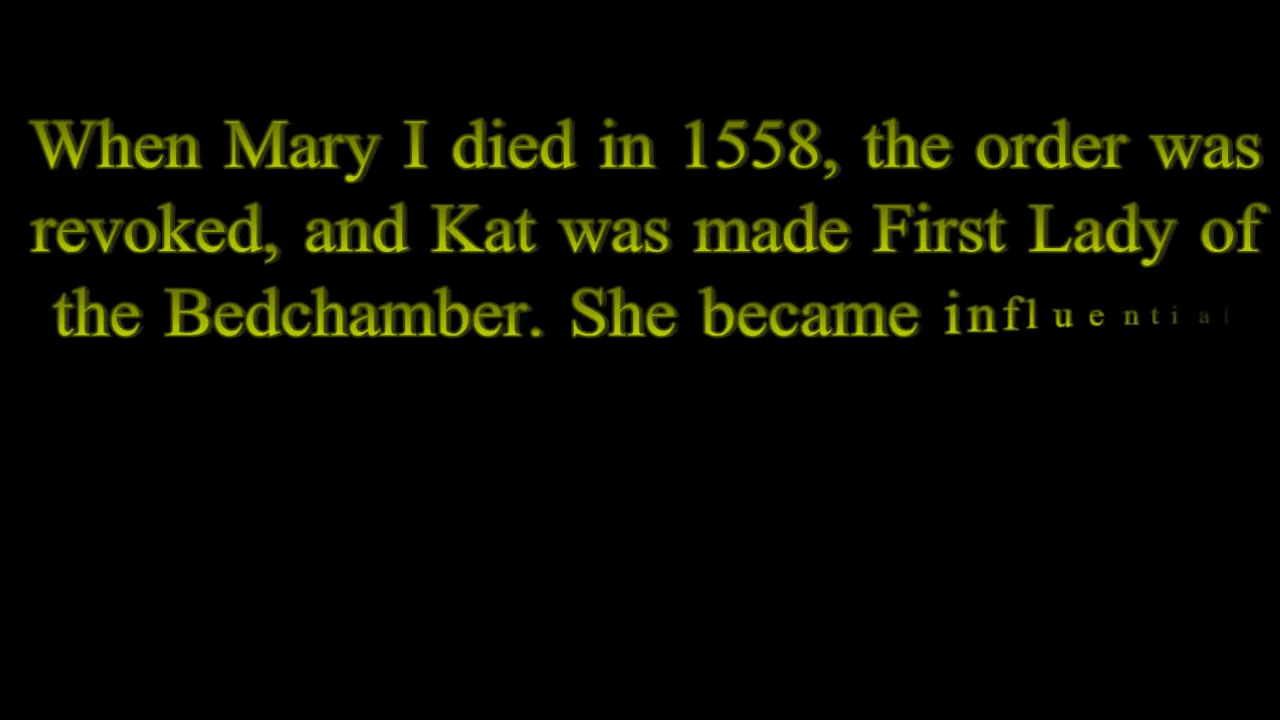 When Mary I died in 1558, the order was
revoked, and Kat was made First Lady of
the Bedchamber. She became influential